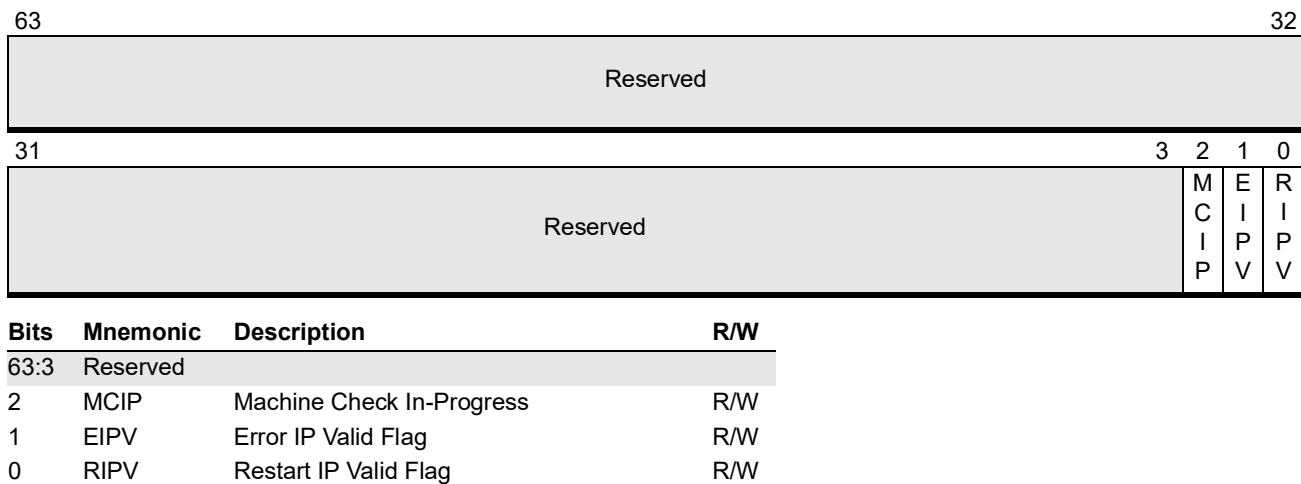 63 32
Reserved
31 3 2 1 0
Reserved
M E R
C I I
I P P
P V V
Bits Mnemonic Description R/W
63:3 Reserved
2 MCIP Machine Check In-Progress R/W
1 EIPV Error IP Valid Flag R/W
0 RIPV Restart IP Valid Flag R/W